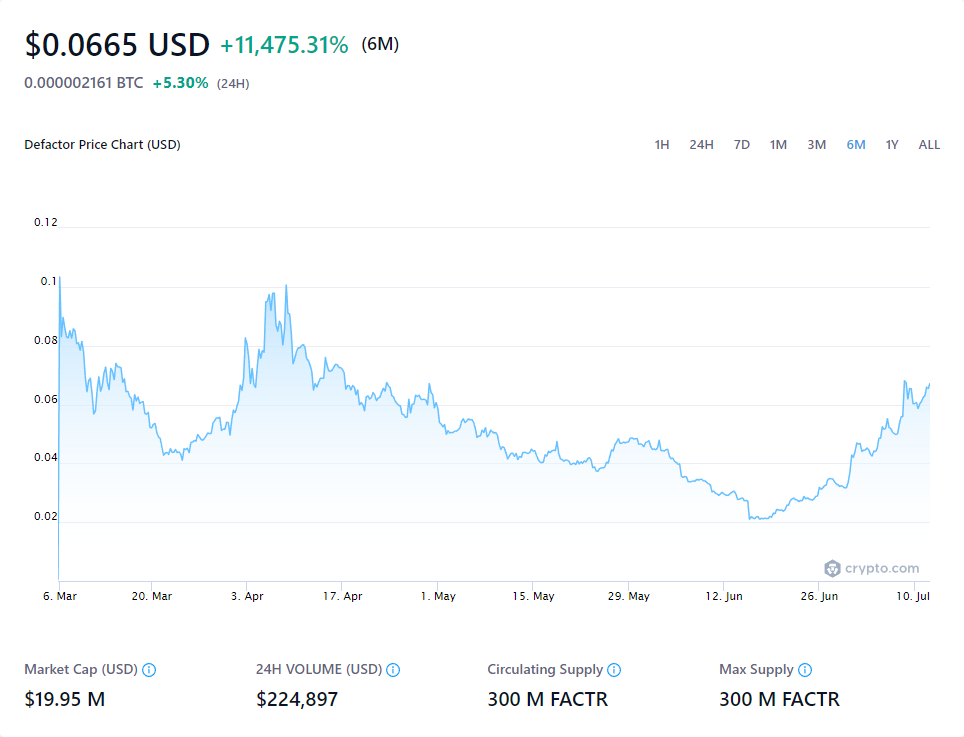 $0.0665 USD +11,475.31% (6M)
0.000002161 BTC +5.30% (24H)
Defactor Price Chart (USD) 1H 24H 7D 1M 3M 6M 1Y ALL
0.12
0.1
0.08
0.06
0.04
0.02
crypto.com
6. Mar 20. Mar 3. Apr 17. Apr 1. May 15. May 29. May 12. Jun 26. Jun 10. Jul
Market Cap (USD) 24H VOLUME (USD) Circulating Supply Max Supply
$19.95 M $224,897 300 M FACTR 300 M FACTR